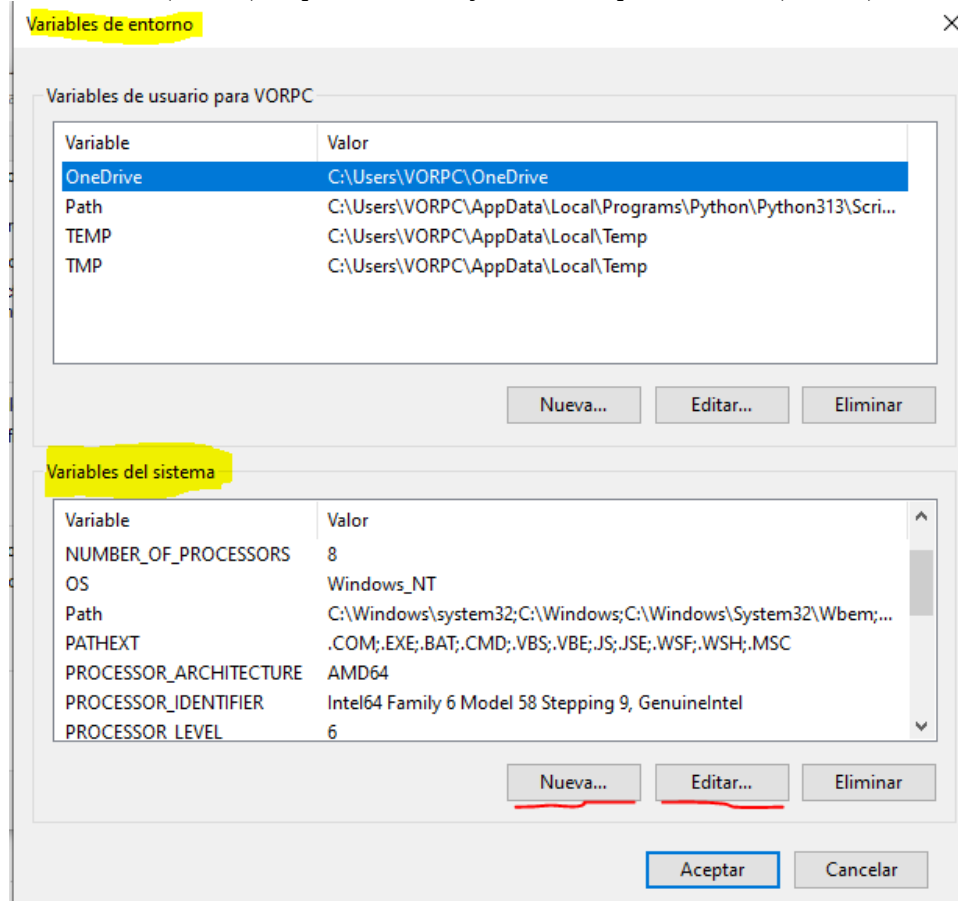 Variables de entorno
Variables de usuario para VORPC
Variable Valor
OneDrive C:\Users\VORPC\OneDrive
Path C:\Users\VORPC\AppData\Local\Programs\Python\Python313\Scri...
TEMP C:\Users\VORPC\AppData\Local\Temp
TMP C:\Users\VORPC\AppData\Local\Temp
Nueva... Editar... Eliminar
Variables del sistema
Variable Valor
NUMBER_OF_PROCESSORS 8
OS Windows_NT
Path C:\Windows\system32;C:\Windows;C:\Windows\System32\Wbem;...
PATHEXT .COM;.EXE;.BAT;.CMD;.VBS;.VBE;.JS;.JSE;.WSF;.WSH;.MSC
PROCESSOR_ARCHITECTURE AMD64
PROCESSOR_IDENTIFIER Intel64 Family 6 Model 58 Stepping 9, GenuineIntel
PROCESSOR_LEVEL 6
Nueva... Editar... Eliminar
Aceptar Cancelar